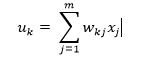 u_k = \sum_{j=1}^{m} w_{kj} x_j